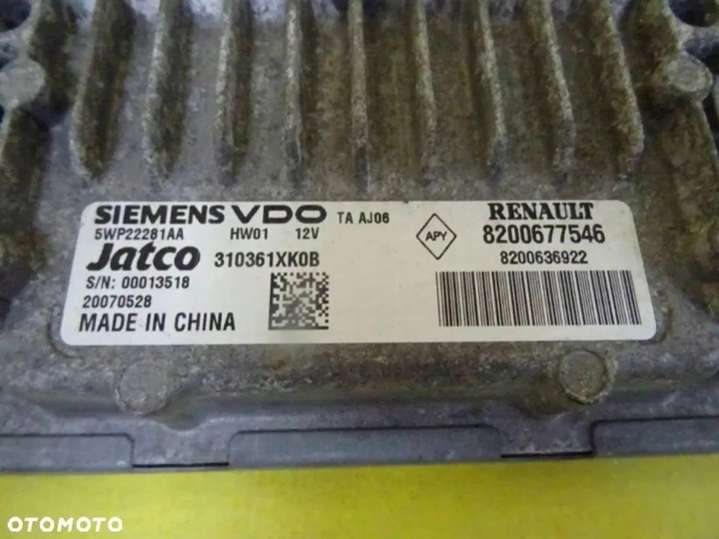 SIEMENS VDO TA AJ06
5WP22281AA HW01 12V
Jatco 310361XK0B
S/N: 00013518
20070528
MADE IN CHINA
APY
RENAULT
8200677546
8200636922
OTOMOTO